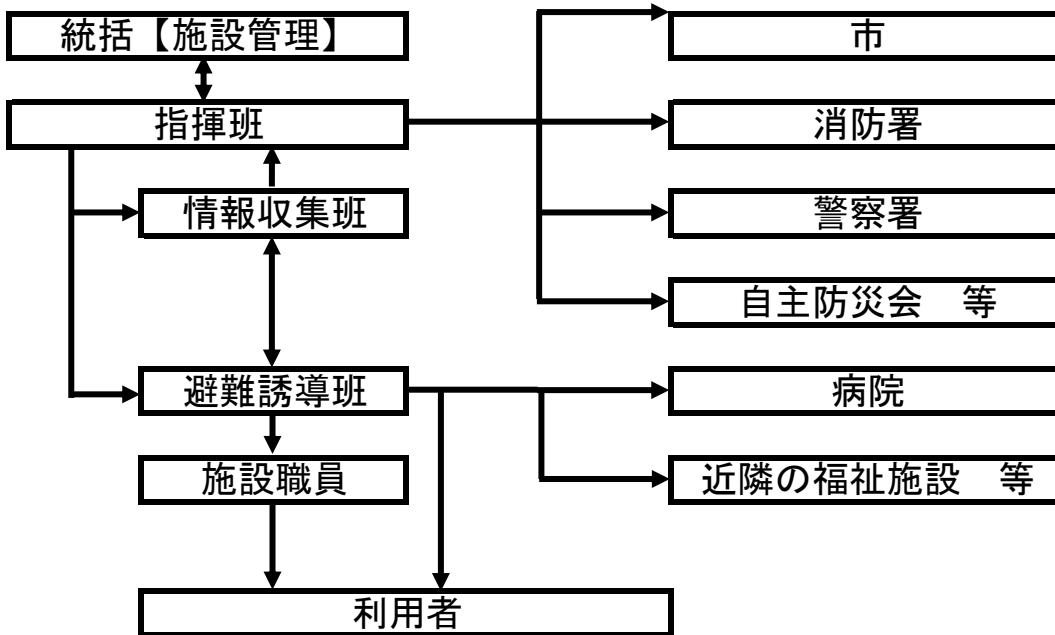 統括【施設管理】
市
指揮班
消防署
情報収集班
警察署
自主防災会　等
避難誘導班
病院
施設職員
近隣の福祉施設　等
利用者